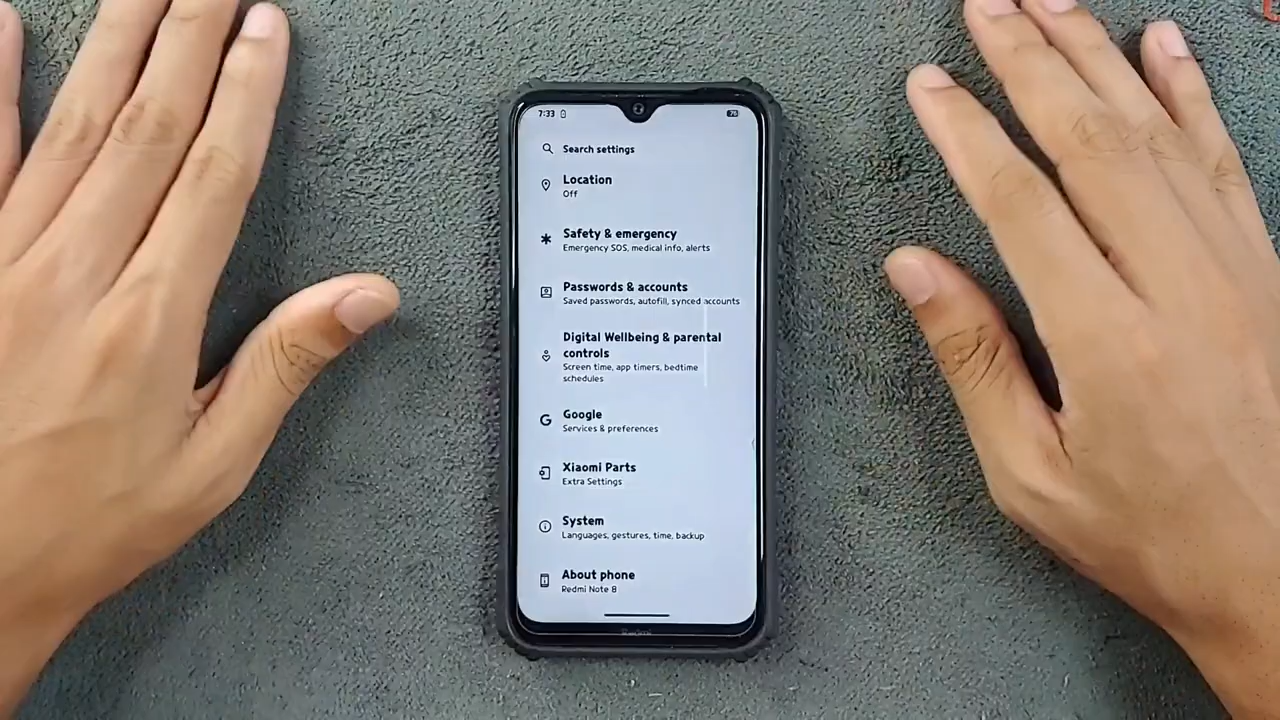 7:33
76
Search settings
Location
Off
Safety & emergency
Emergency SOS, medical info, alerts
Passwords & accounts
Saved passwords, autofill, synced accounts
Digital Wellbeing & parental
controls
Screen time, app timers, bedtime
schedules
Google
Services & preferences
Xiaomi Parts
Extra Settings
System
Languages, gestures, time, backup
About phone
Redmi Note 8
Redmi